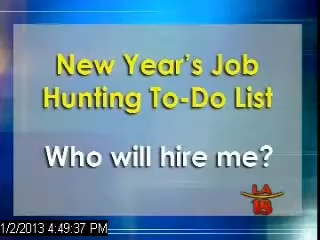 New Year's Job
Hunting To-Do List
Who will hire me?
LA
15
1/2/2013 4:49:37 PM